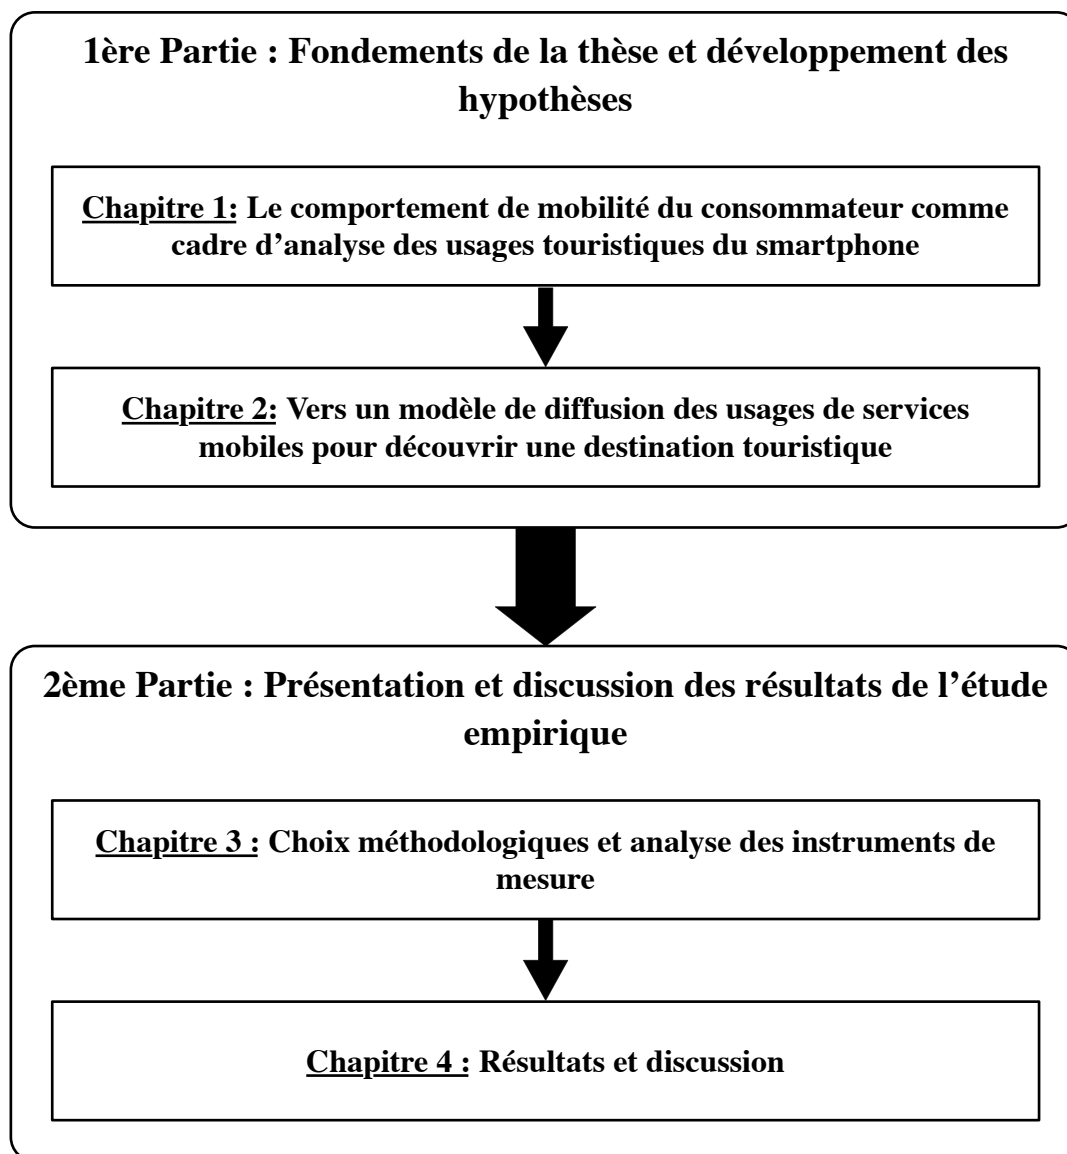 1ère Partie : Fondements de la thèse et développement des
hypothèses
Chapitre 1: Le comportement de mobilité du consommateur comme
cadre d’analyse des usages touristiques du smartphone
Chapitre 2: Vers un modèle de diffusion des usages de services
mobiles pour découvrir une destination touristique
2ème Partie : Présentation et discussion des résultats de l’étude
empirique
Chapitre 3 : Choix méthodologiques et analyse des instruments de
mesure
Chapitre 4 : Résultats et discussion